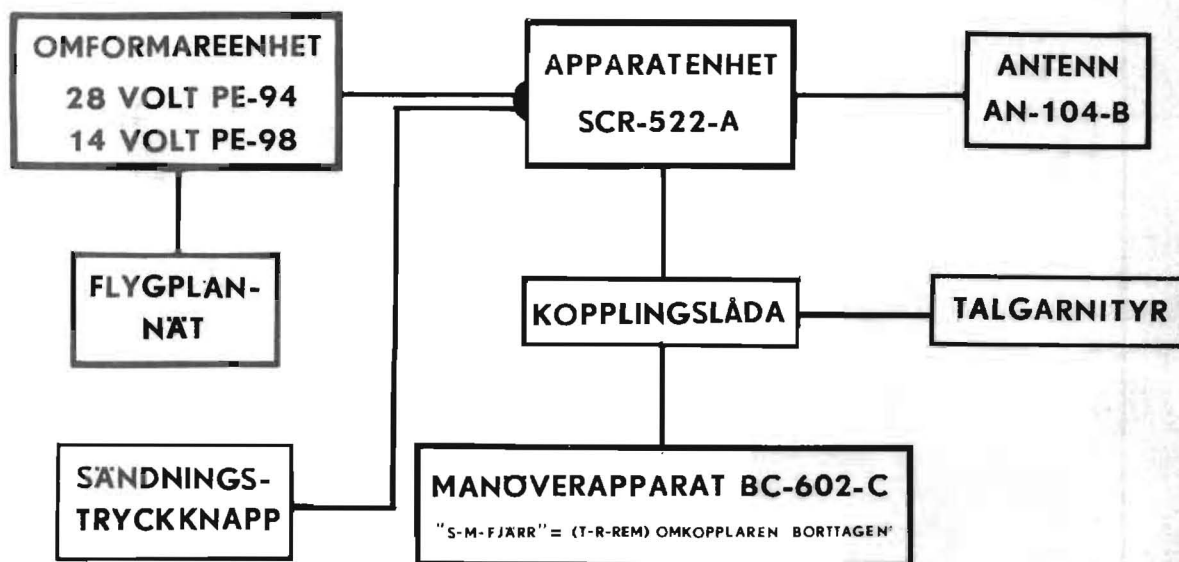 OMFORMAREENHET
28 VOLT PE-94
14 VOLT PE-98
APPARATENHET
SCR-522-A
ANTENN
AN-104-B
FLYGPLAN-
NÄT
KOPPLINGSLÅDA
TALGARNITYR
SÄNDNINGS-
TRYCKKNAPP
MANÖVERAPPARAT BC-602-C
"S-M-FJÄRR" = (T-R-REM) OMKOPPLAREN BORTTAGEN